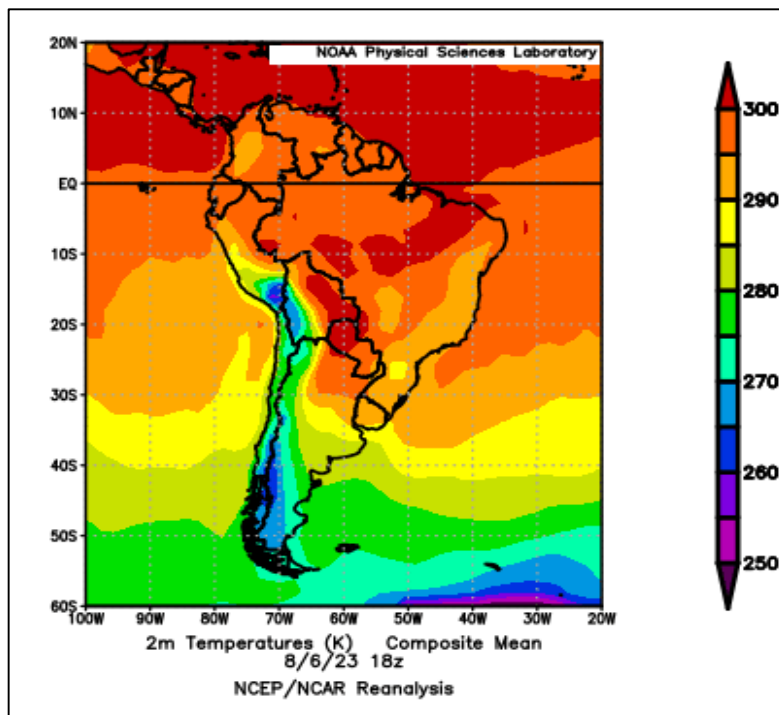 NOAA Physical Sciences Laboratory
20N
10N
EQ
10S
20S
30S
40S
50S
60S
100W 90W 80W 70W 60W 50W 40W 30W 20W
300
290
280
270
260
250
2m Temperatures (K) Composite Mean
8/6/23 18z
NCEP/NCAR Reanalysis